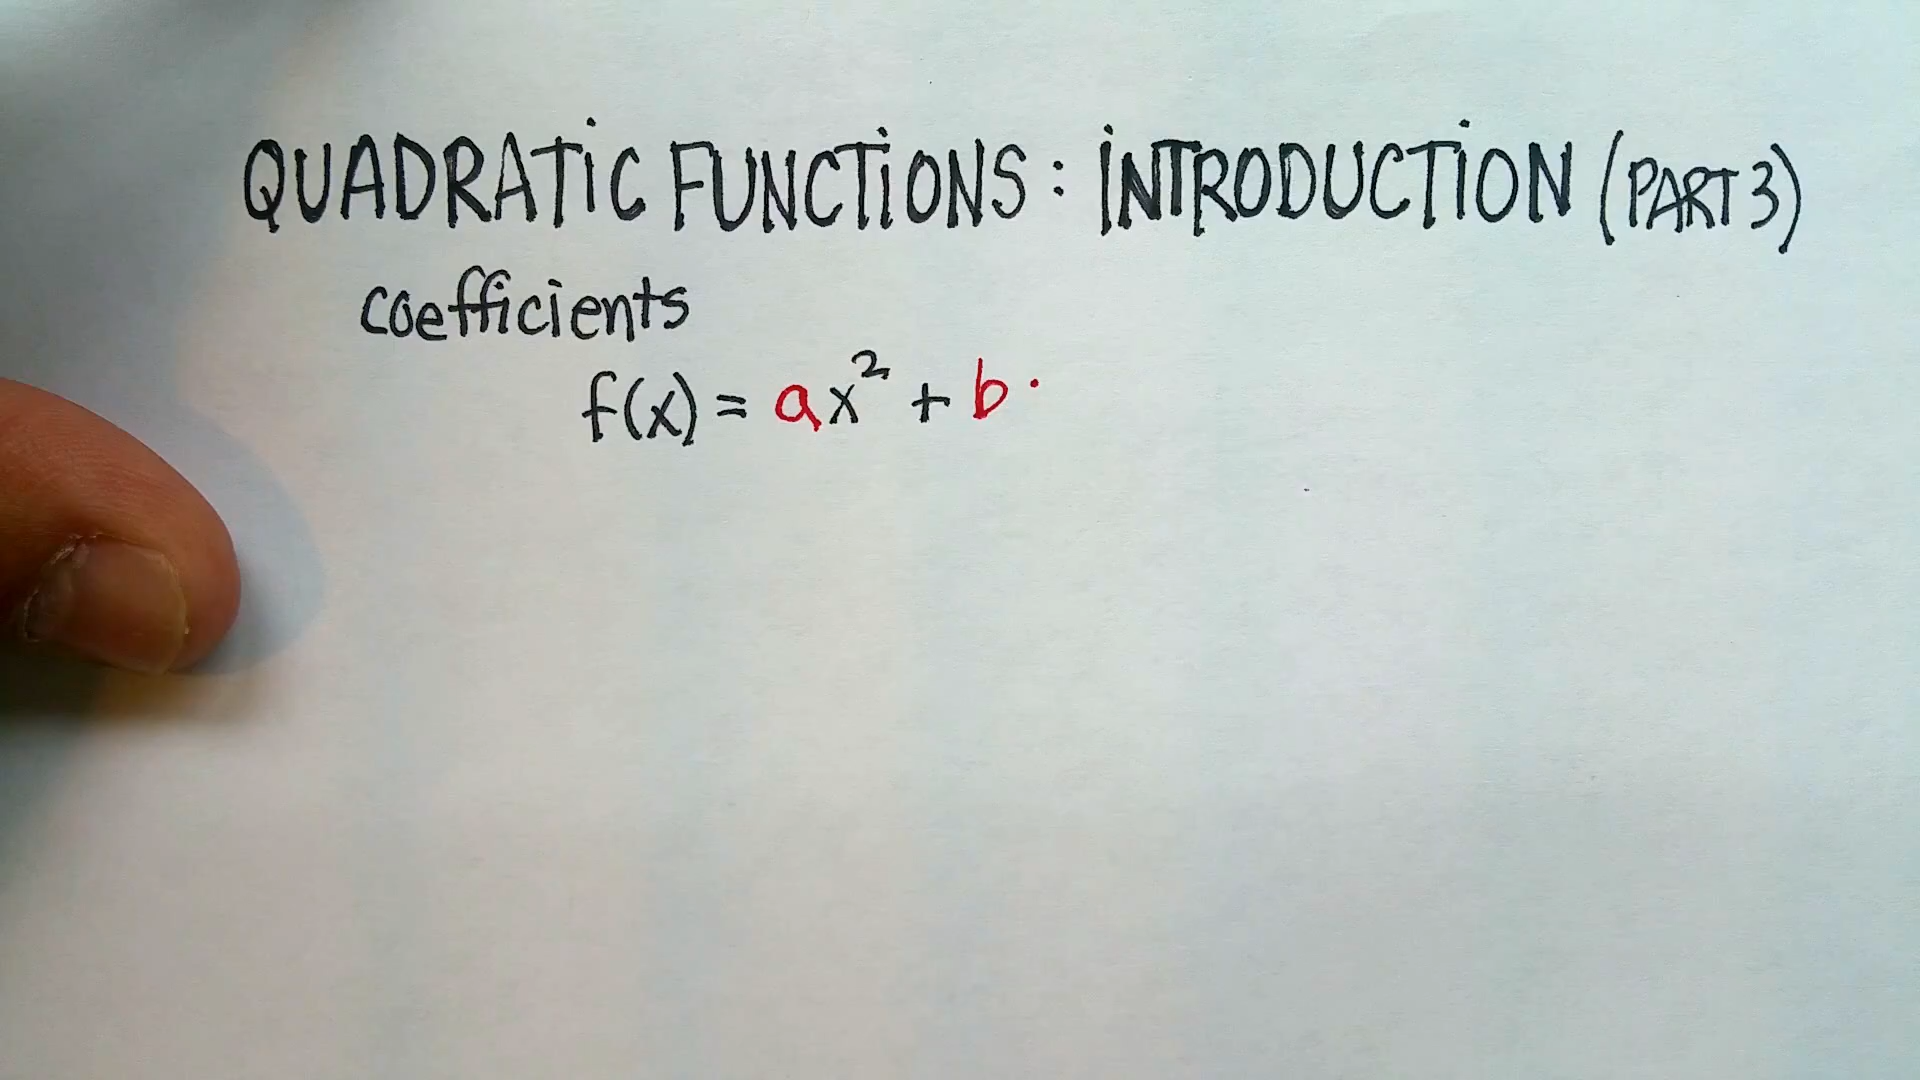 QUADRATIC FUNCTIONS: INTRODUCTION (PART 3)
coefficients
f(x) = ax² + b·